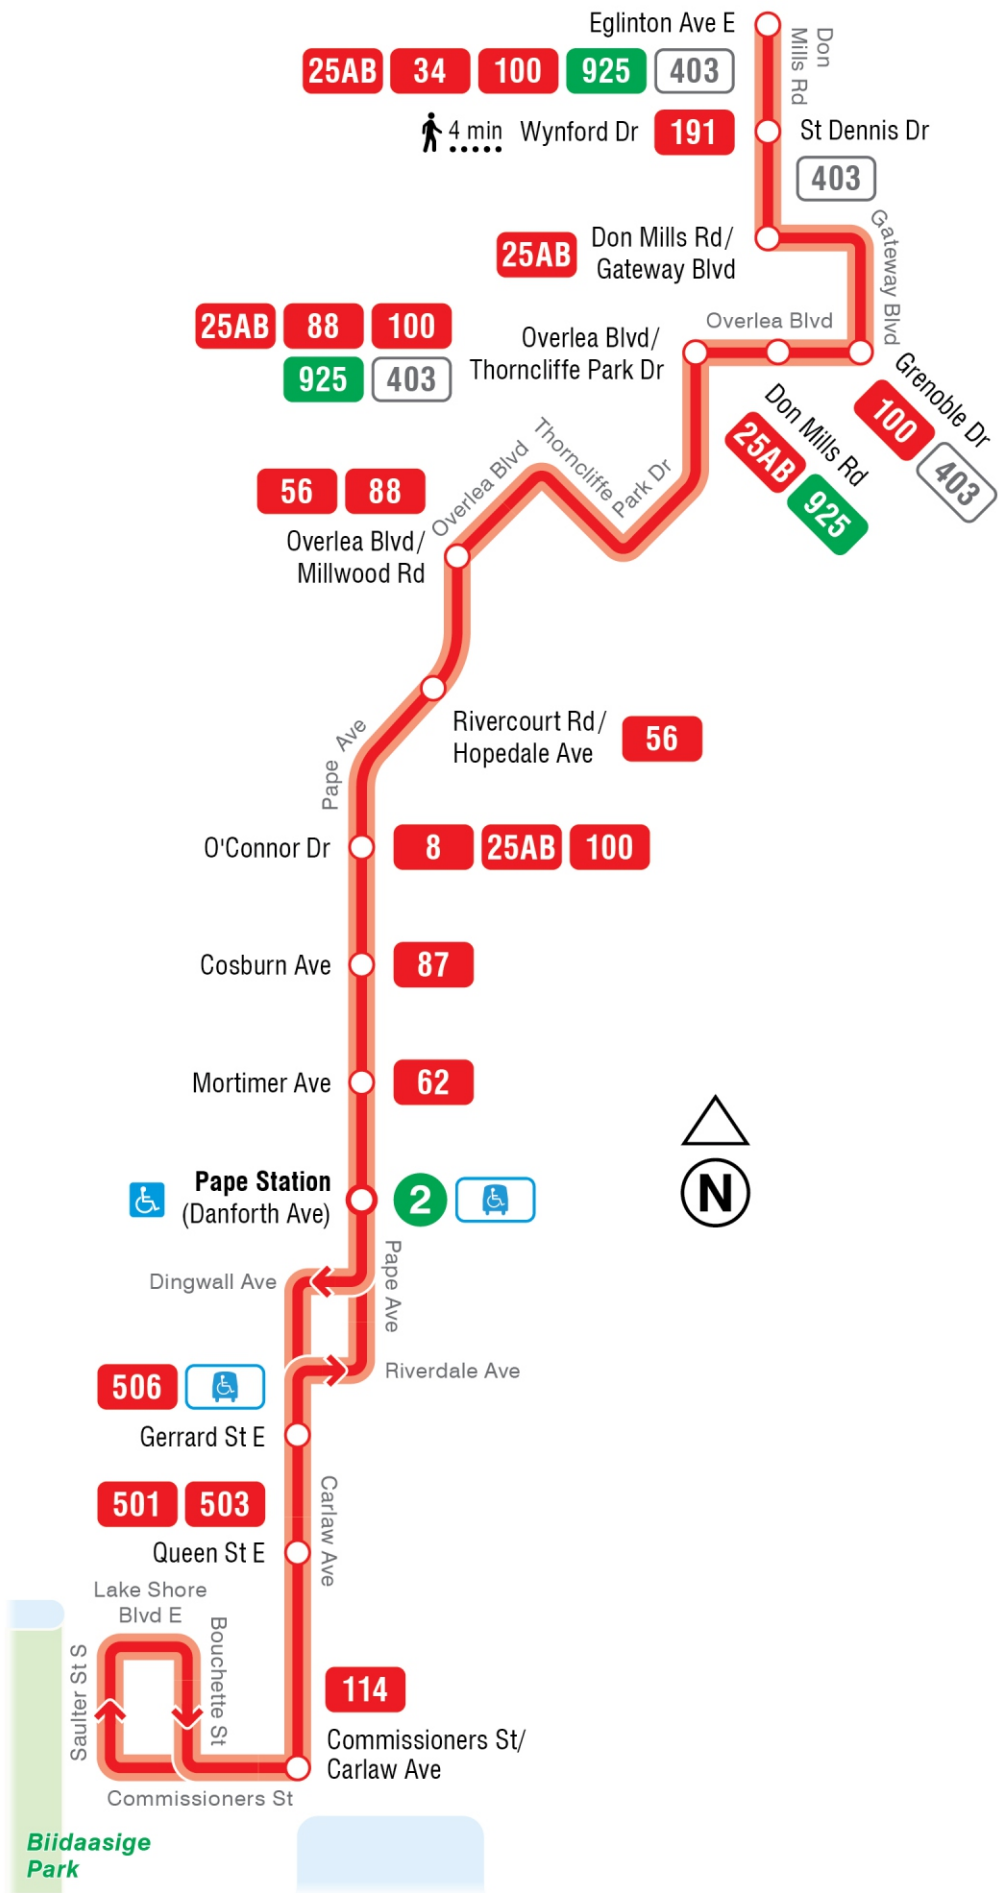 Eglinton Ave E
25AB 34 100 925 403
Don
Mills Rd
4 min Wynford Dr 191
St Dennis Dr
403
25AB
Don Mills Rd/
Gateway Blvd
Gateway Blvd
25AB 88 100
925 403
Overlea Blvd/
Thorncliffe Park Dr
Overlea Blvd
Grenoble Dr
100 403
Don Mills Rd
25AB 925
Thorncliffe
Park Dr
Overlea Blvd
56 88
Overlea Blvd/
Millwood Rd
Rivercourt Rd/
Hopedale Ave
56
Pape Ave
O'Connor Dr
8 25AB 100
Cosburn Ave
87
Mortimer Ave
62
Pape Station
(Danforth Ave)
2
N
Pape Ave
Dingwall Ave
Riverdale Ave
506
Gerrard St E
501 503
Queen St E
Carlaw Ave
Lake Shore
Blvd E
Bouchette St
Saulter St S
114
Commissioners St/
Carlaw Ave
Commissioners St
Biidaasige
Park